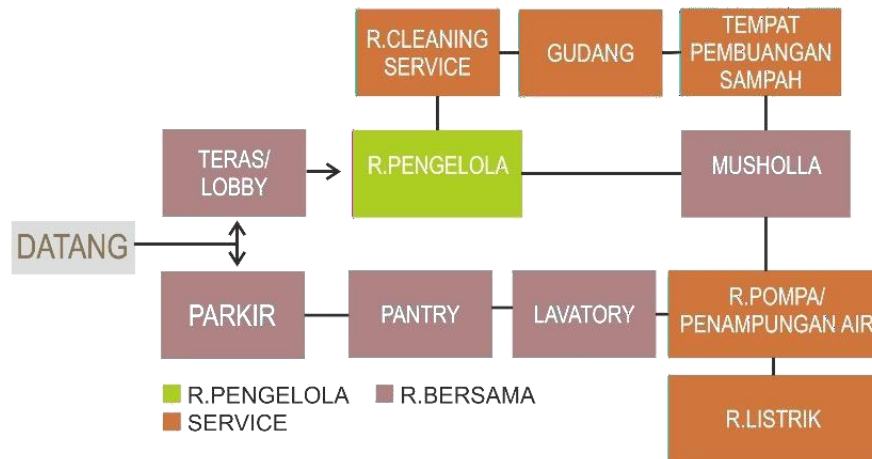 R.CLEANING
SERVICE
GUDANG
TEMPAT
PEMBUANGAN
SAMPAH
TERAS/
LOBBY
R.PENGELOLA
MUSHOLLA
DATANG
PARKIR
PANTRY
LAVATORY
R.POMPA/
PENAMPUNGAN AIR
R.PENGELOLA
R.BERSAMA
SERVICE
R.LISTRIK